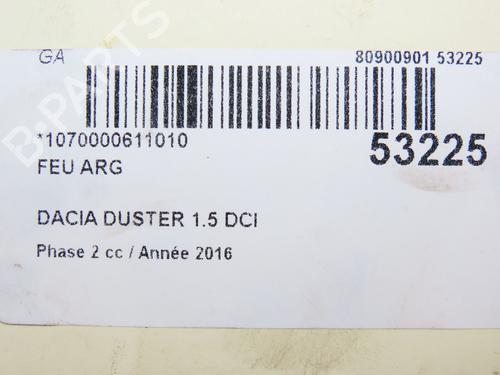 B-PARTS
GA
80900901 53225
*1070000611010
53225
FEU ARG
DACIA DUSTER 1.5 DCI
Phase 2 cc / Année 2016